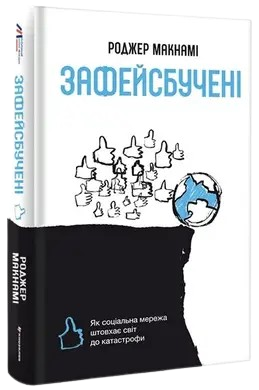 РОДЖЕР МАКНАМІ
ЗАФЕЙСБУЧЕНІ
Як соціальна мережа
штовхає світ
до катастрофи
ЗАФЕЙСБУЧЕНІ
РОДЖЕР
МАКНАМІ